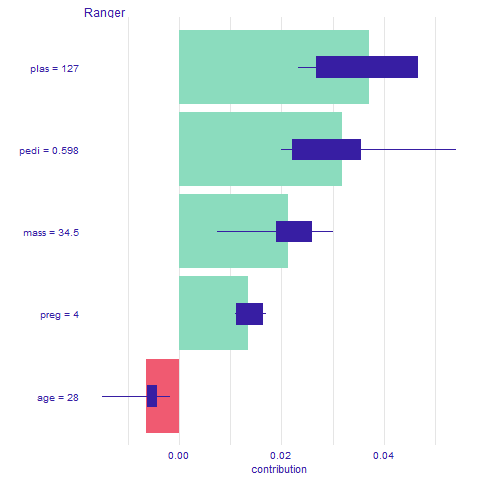 Ranger
plas = 127
pedi = 0.598
mass = 34.5
preg = 4
age = 28
0.00 0.02 0.04
contribution